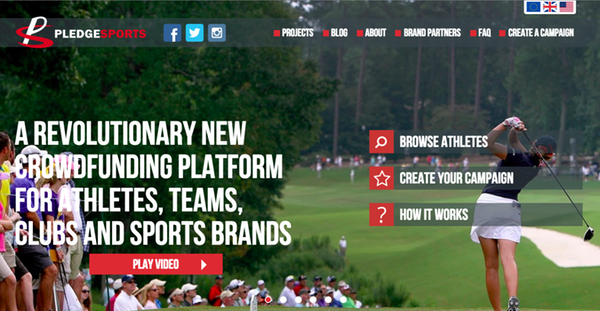 PLEDGESPORTS
PROJECTS
BLOG
ABOUT
BRAND PARTNERS
FAQ
CREATE A CAMPAIGN
A REVOLUTIONARY NEW
CROWDFUNDING PLATFORM
FOR ATHLETES, TEAMS,
CLUBS AND SPORTS BRANDS
PLAY VIDEO
BROWSE ATHLETES
CREATE YOUR CAMPAIGN
? HOW IT WORKS